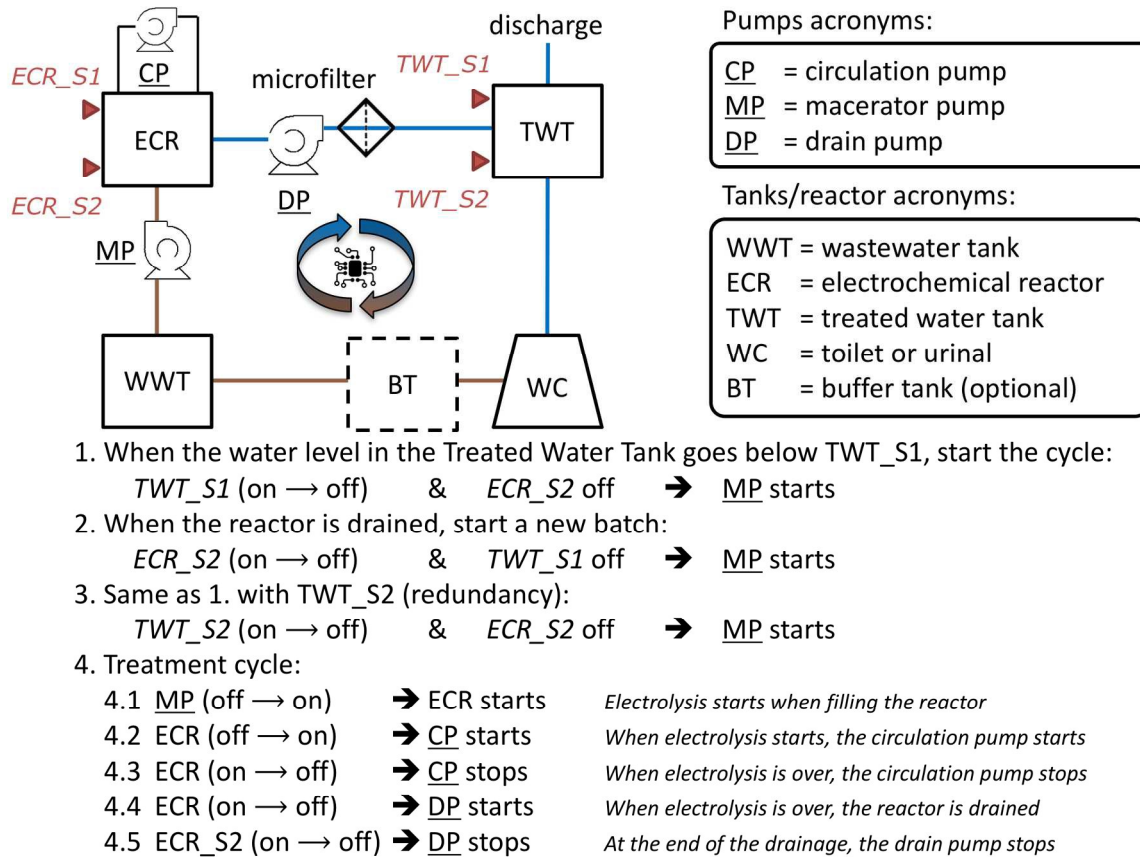 discharge
Pumps acronyms:
CP = circulation pump
MP = macerator pump
DP = drain pump
ECR_S1
CP
microfilter
TWT_S1
ECR
TWT
ECR_S2
DP
TWT_S2
MP
Tanks/reactor acronyms:
WWT = wastewater tank
ECR = electrochemical reactor
TWT = treated water tank
WC = toilet or urinal
BT = buffer tank (optional)
WWT
BT
WC
1. When the water level in the Treated Water Tank goes below TWT_S1, start the cycle:
TWT_S1 (on → off) & ECR_S2 off ➔ MP starts
2. When the reactor is drained, start a new batch:
ECR_S2 (on → off) & TWT_S1 off ➔ MP starts
3. Same as 1. with TWT_S2 (redundancy):
TWT_S2 (on → off) & ECR_S2 off ➔ MP starts
4. Treatment cycle:
4.1 MP (off → on) ➔ ECR starts Electrolysis starts when filling the reactor
4.2 ECR (off → on) ➔ CP starts When electrolysis starts, the circulation pump starts
4.3 ECR (on → off) ➔ CP stops When electrolysis is over, the circulation pump stops
4.4 ECR (on → off) ➔ DP starts When electrolysis is over, the reactor is drained
4.5 ECR_S2 (on → off) ➔ DP stops At the end of the drainage, the drain pump stops